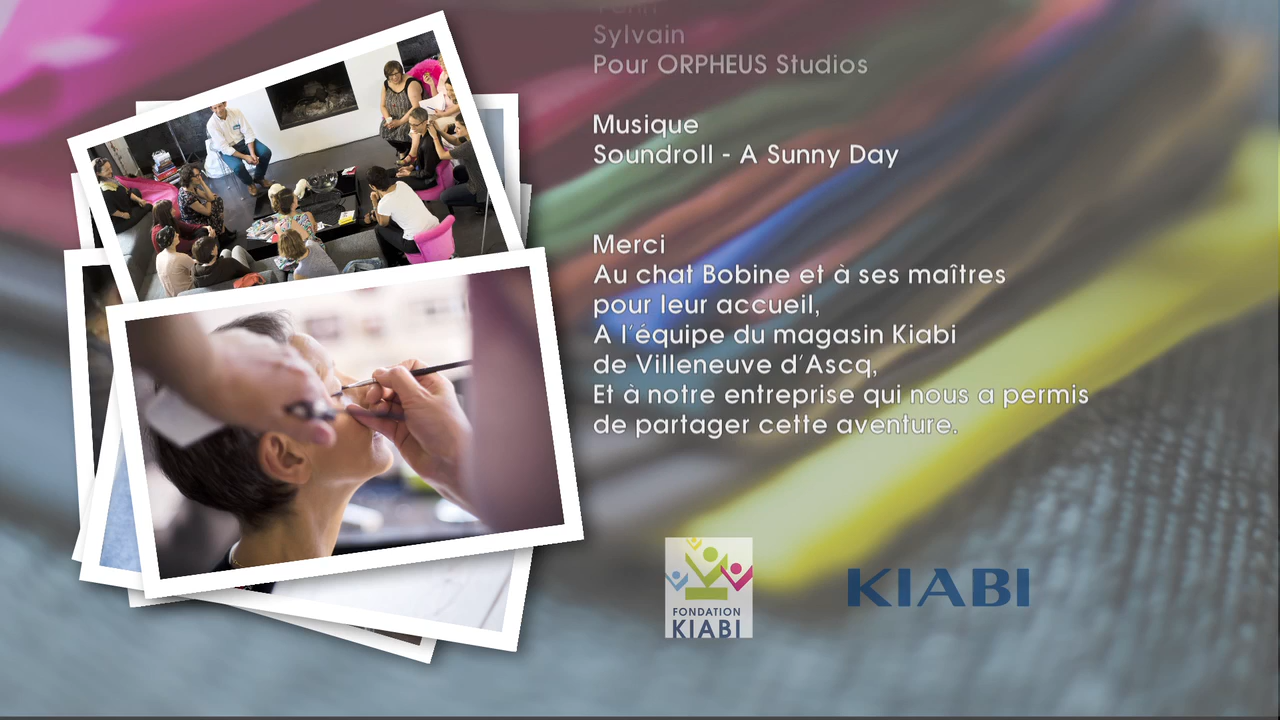 Sylvain
Pour ORPHEUS Studios
Musique
Soundroll - A Sunny Day
Merci
Au chat Bobine et à ses maîtres
pour leur accueil,
A l'équipe du magasin Kiabi
de Villeneuve d'Ascq,
Et à notre entreprise qui nous a permis
de partager cette aventure.
FONDATION
KIABI
KIABI